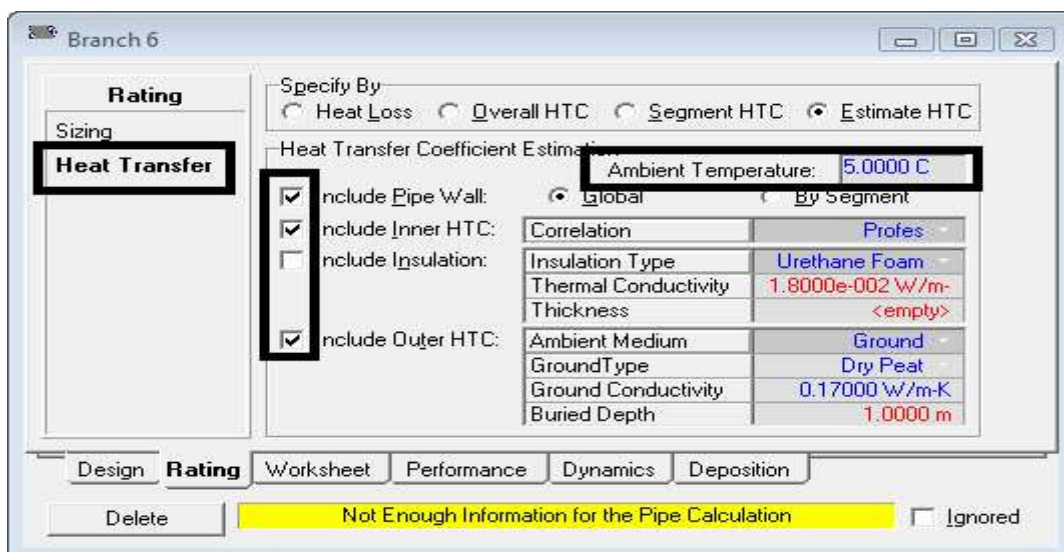 Branch 6
Rating
Sizing
Heat Transfer
Specify By
Heat Loss Overall HTC Segment HTC Estimate HTC
Heat Transfer Coefficient Estimation
Ambient Temperature: 5.0000 C
nclude Pipe Wall: Global By Segment
nclude Inner HTC: Correlation Profes
nclude Insulation: Insulation Type Urethane Foam
Thermal Conductivity 1.8000e-002 W/m-
Thickness <empty>
nclude Outer HTC: Ambient Medium Ground
GroundType Dry Peat
Ground Conductivity 0.17000 W/m-K
Buried Depth 1.0000 m
Design Rating Worksheet Performance Dynamics Deposition
Delete Not Enough Information for the Pipe Calculation Ignored